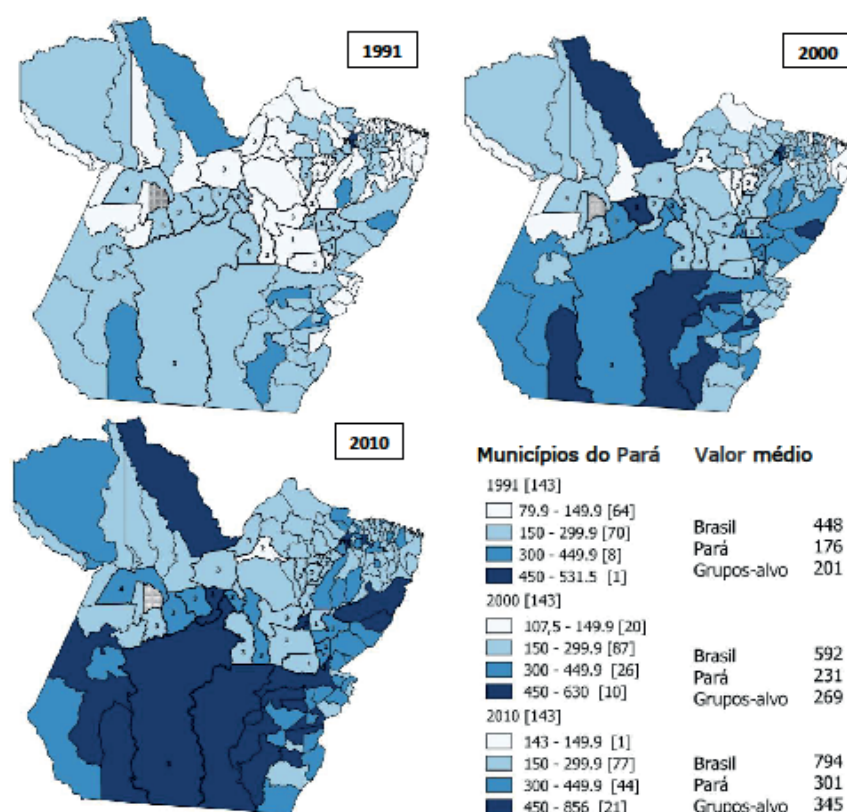 1991
2000
2010
Municípios do Pará Valor médio
1991 [143]
79.9 - 149.9 [64]
150 - 299.9 [70]
300 - 449.9 [8]
450 - 531.5 [1]
Brasil 448
Pará 176
Grupos-alvo 201
2000 [143]
107,5 - 149.9 [20]
150 - 299.9 [87]
300 - 449.9 [26]
450 - 630 [10]
Brasil 592
Pará 231
Grupos-alvo 269
2010 [143]
143 - 149.9 [1]
150 - 299.9 [77]
300 - 449.9 [44]
450 - 856 [21]
Brasil 794
Pará 301
Grupos-alvo 345